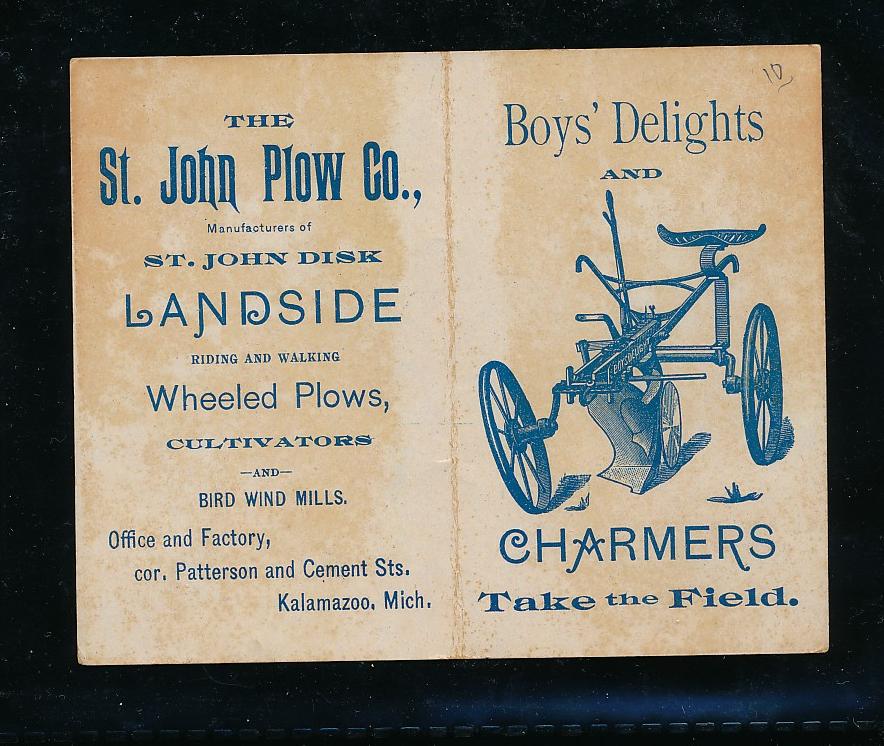 THE
St. John Plow Co.,
Manufacturers of
ST. JOHN DISK
LANDSIDE
RIDING AND WALKING
Wheeled Plows,
CULTIVATORS
—AND—
BIRD WIND MILLS.
Office and Factory,
cor. Patterson and Cement Sts.
Kalamazoo, Mich.
10
Boys' Delights
AND
CHARMERS
Take the Field.